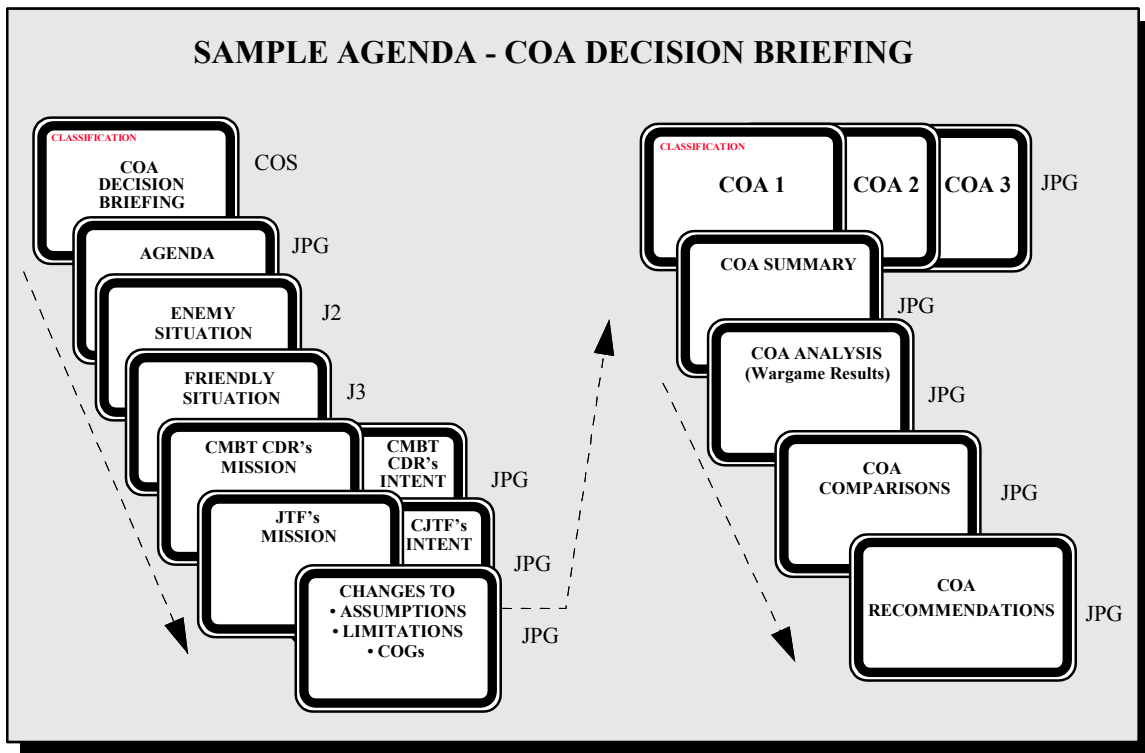 SAMPLE AGENDA - COA DECISION BRIEFING
CLASSIFICATION
COA
DECISION
BRIEFING
COS
AGENDA
JPG
ENEMY
SITUATION
J2
FRIENDLY
SITUATION
J3
CMBT CDR's
MISSION
CMBT
CDR's
INTENT
JPG
JTF's
MISSION
CJTF's
INTENT
JPG
CHANGES TO
• ASSUMPTIONS
• LIMITATIONS
• COGs
JPG
CLASSIFICATION
COA 1
COA 2
COA 3
JPG
COA SUMMARY
JPG
COA ANALYSIS
(Wargame Results)
JPG
COA
COMPARISONS
JPG
COA
RECOMMENDATIONS
JPG